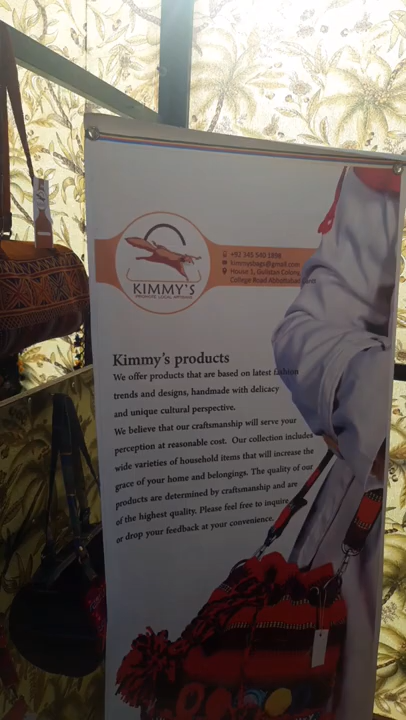 KIMMY'S
PROMOTE LOCAL ARTISANS
+92 345 540 1898
kimmysbags@gmail.com
House 1, Gulistan Colony,
College Road Abbottabad
Kimmy's products
We offer products that are based on latest fashion
trends and designs, handmade with delicacy
and unique cultural perspective.
We believe that our craftsmanship will serve your
perception at reasonable cost. Our collection includes
wide varieties of household items that will increase the
grace of your home and belongings. The quality of our
products are determined by craftsmanship and are
of the highest quality. Please feel free to inquire
or drop your feedback at your convenience.